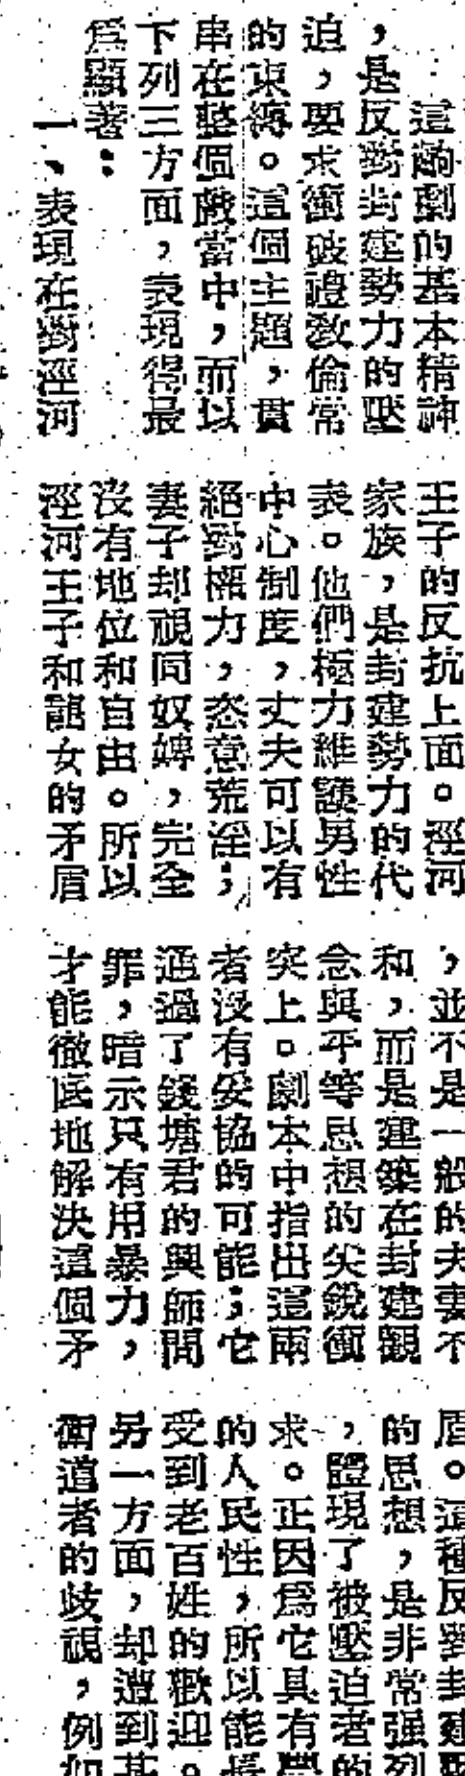 這齣劇的基本精神
，是反對封建勢力的壓
迫，要求衝破禮敎倫常
的束縛。這個主題，貫
串在整個戲當中，而以
下列三方面，表現得最
爲顯著：
一、表現在對涇河
王子的反抗上面。涇河
家族，是封建勢力的代
表。他們極力維護男性
中心制度，丈夫可以有
絕對權力，恣意荒淫；
妻子却視同奴婢，完全
沒有地位和自由。所以
涇河王子和龍女的矛盾
，並不是一般的夫妻不
和，而是建築在封建觀
念與平等思想的尖銳衝
突上。劇本中指出這兩
者沒有妥協的可能；它
通過了錢塘君的興師問
罪，暗示只有用暴力，
才能徹底地解決這個矛
盾。這種反對封建
的思想，是非常强烈
，體現了被壓迫者的
求。正因爲它具有
的人民性，所以能
受到老百姓的歡迎。
另一方面，却遭到
衞道者的歧視，例如